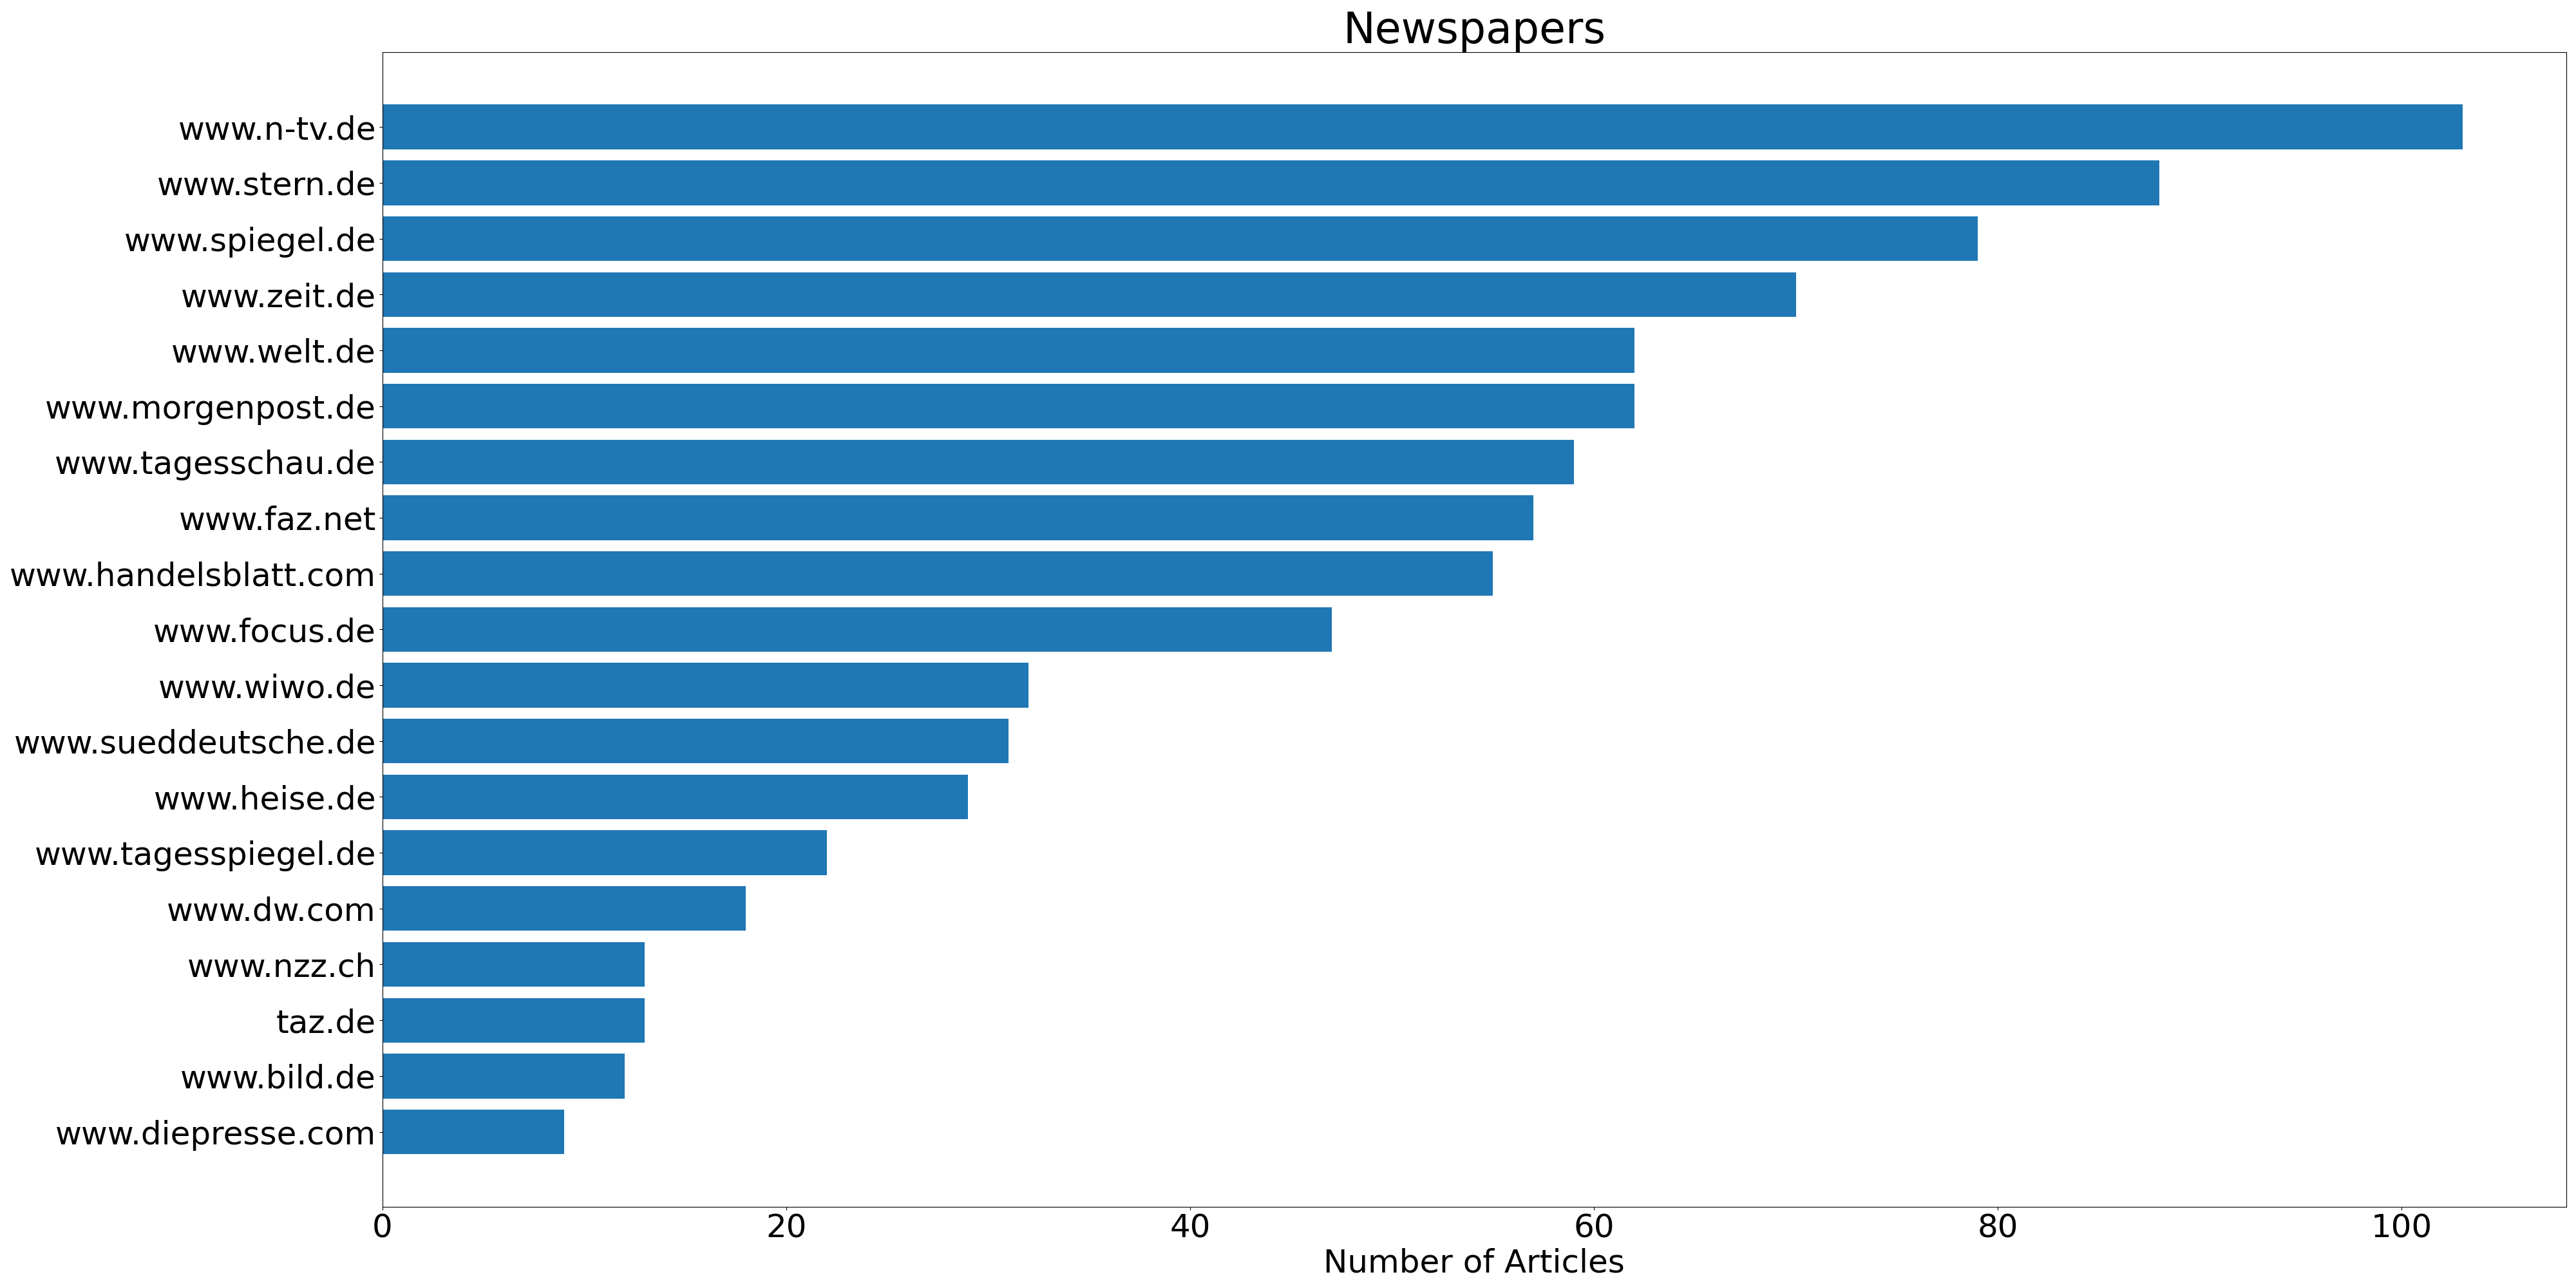 Newspapers
www.n-tv.de
www.stern.de
www.spiegel.de
www.zeit.de
www.welt.de
www.morgenpost.de
www.tagesschau.de
www.faz.net
www.handelsblatt.com
www.focus.de
www.wiwo.de
www.sueddeutsche.de
www.heise.de
www.tagesspiegel.de
www.dw.com
www.nzz.ch
taz.de
www.bild.de
www.diepresse.com
0 20 40 60 80 100
Number of Articles